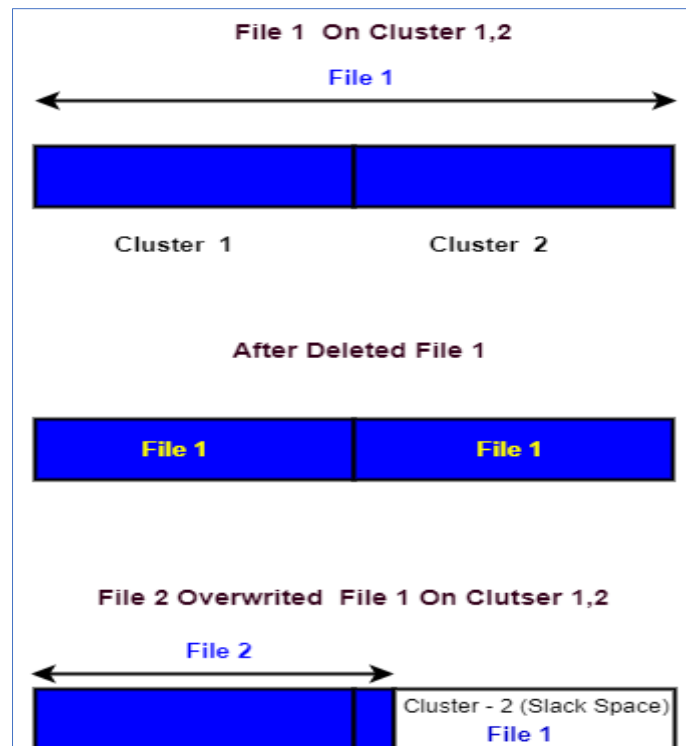 File 1 On Cluster 1,2
File 1
Cluster 1
Cluster 2
After Deleted File 1
File 1
File 1
File 2 Overwrited File 1 On Clutser 1,2
File 2
Cluster - 2 (Slack Space)
File 1